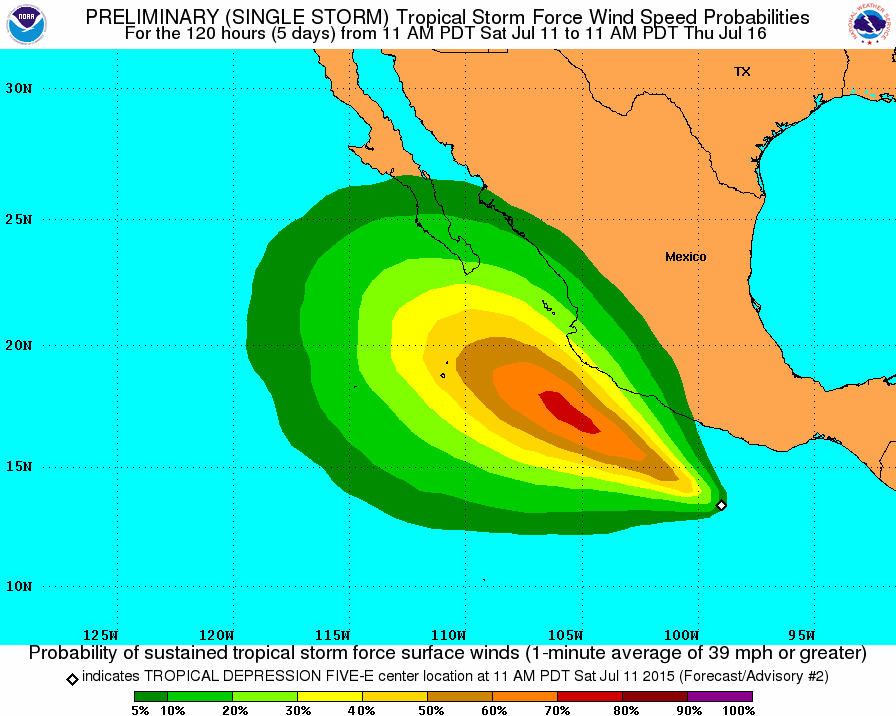 PRELIMINARY (SINGLE STORM) Tropical Storm Force Wind Speed Probabilities
For the 120 hours (5 days) from 11 AM PDT Sat Jul 11 to 11 AM PDT Thu Jul 16
NOAA
TX
30N
25N
Mexico
20N
15N
10N
125W 120W 115W 110W 105W 100W 95W
Probability of sustained tropical storm force surface winds (1-minute average of 39 mph or greater)
indicates TROPICAL DEPRESSION FIVE-E center location at 11 AM PDT Sat Jul 11 2015 (Forecast/Advisory #2)
5% 10% 20% 30% 40% 50% 60% 70% 80% 90% 100%